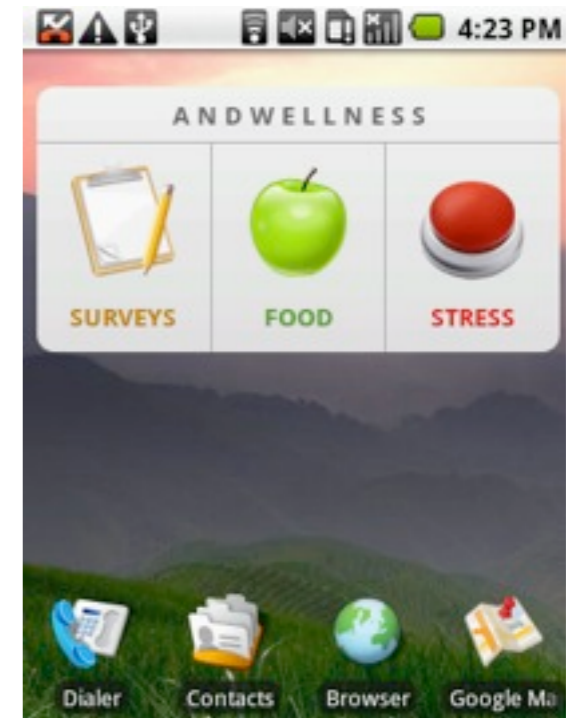 4:23 PM
ANDWELLNESS
SURVEYS FOOD STRESS
Dialer Contacts Browser Google Ma